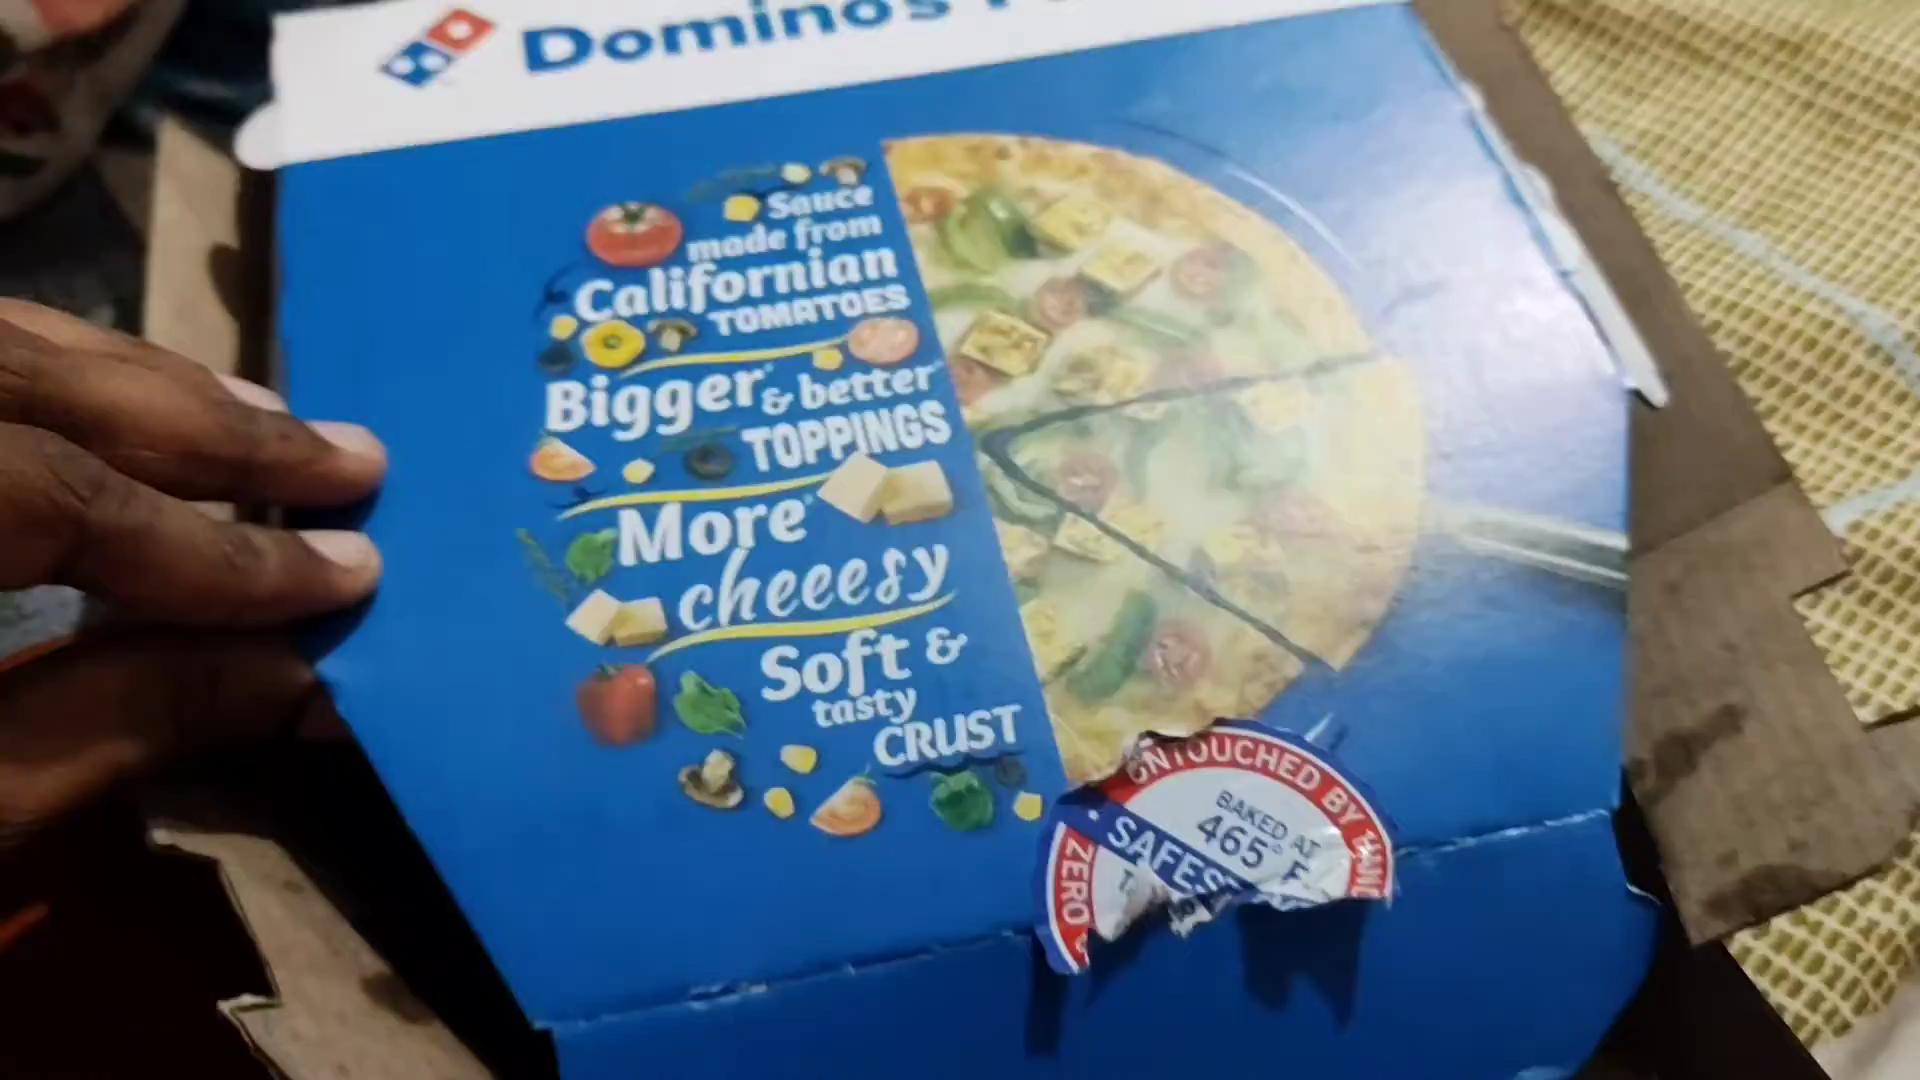 Domino's
Sauce
made from
Californian
TOMATOES
Bigger & better
TOPPINGS
More
cheeesy
Soft &
tasty
CRUST
UNTOUCHED BY
BAKED AT
465° F
SAFES
ZERO